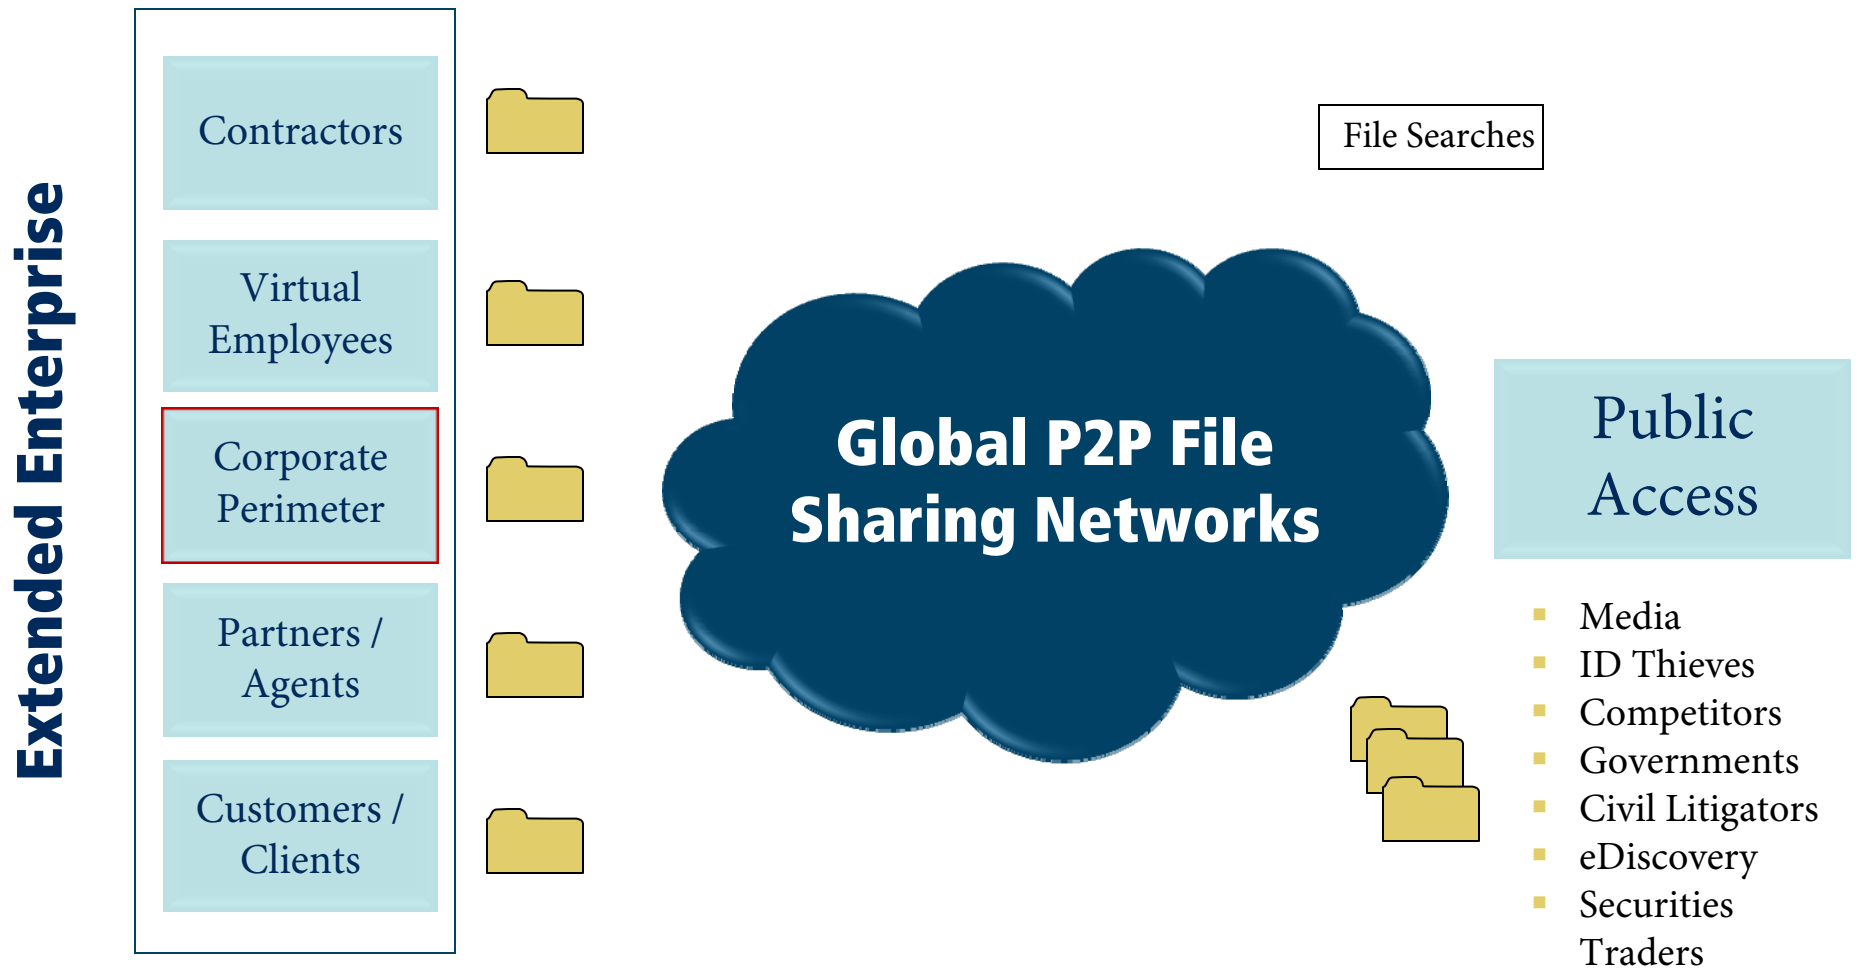 Extended Enterprise
Contractors
Virtual
Employees
Corporate
Perimeter
Partners /
Agents
Customers /
Clients
Global P2P File
Sharing Networks
File Searches
Public
Access
Media
ID Thieves
Competitors
Governments
Civil Litigators
eDiscovery
Securities
Traders